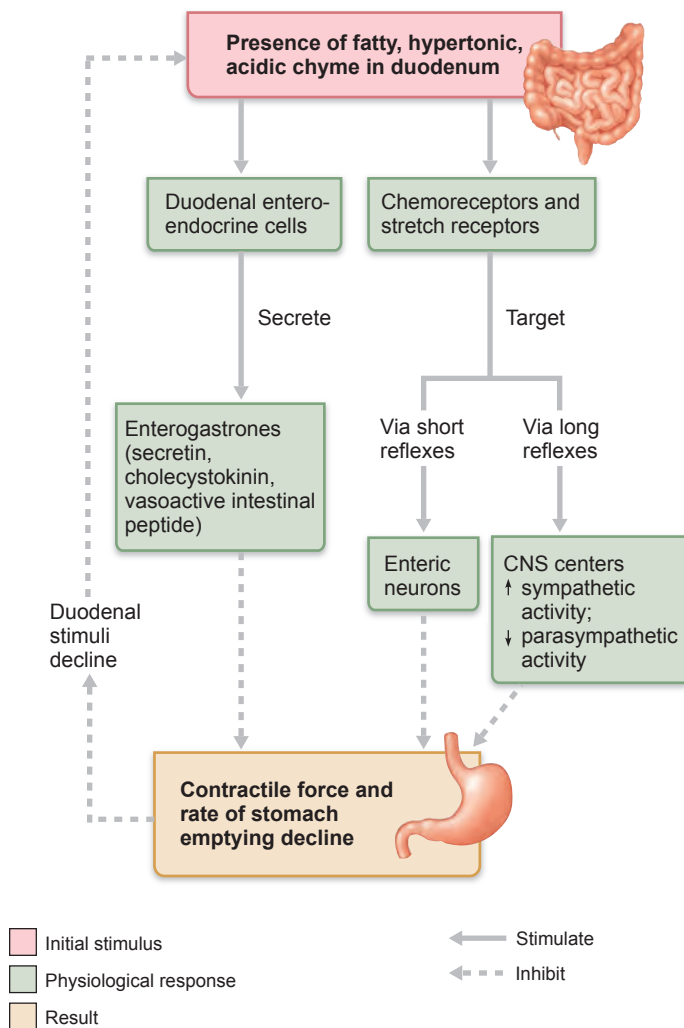 Presence of fatty, hypertonic,
acidic chyme in duodenum
Duodenal entero-
endocrine cells
Chemoreceptors and
stretch receptors
Secrete
Target
Via short
reflexes
Via long
reflexes
Enterogastrones
(secretin,
cholecystokinin,
vasoactive intestinal
peptide)
Enteric
neurons
CNS centers
↑ sympathetic
activity;
↓ parasympathetic
activity
Duodenal
stimuli
decline
Contractile force and
rate of stomach
emptying decline
Initial stimulus
Physiological response
Result
Stimulate
Inhibit